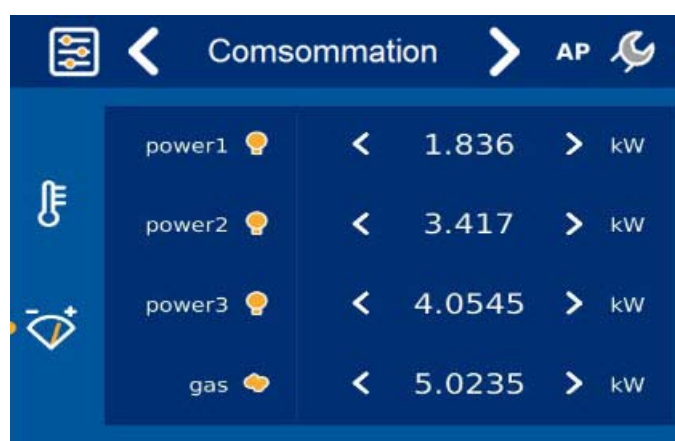 Comsommation AP
power1 1.836 kW
power2 3.417 kW
power3 4.0545 kW
gas 5.0235 kW